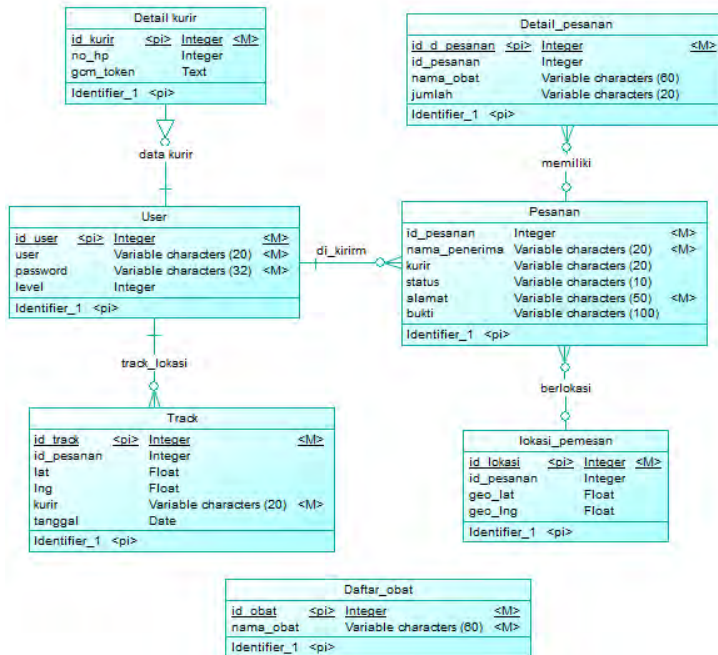 Detail kurir
id_kurir <pi> Integer <M>
no_hp Integer
gcm_token Text
Identifier_1 <pi>
Detail_pesanan
id_d_pesanan <pi> Integer <M>
id_pesanan Integer
nama_obat Variable characters (60)
jumlah Variable characters (20)
Identifier_1 <pi>
data kurir
memiliki
User
id_user <pi> Integer <M>
user Variable characters (20) <M>
password Variable characters (32) <M>
level Integer
Identifier_1 <pi>
di_kirirm
Pesanan
id_pesanan Integer <M>
nama_penerima Variable characters (20) <M>
kurir Variable characters (20)
status Variable characters (10)
alamat Variable characters (50) <M>
bukti Variable characters (100)
Identifier_1 <pi>
track_lokasi
berlokasi
Track
id_track <pi> Integer <M>
id_pesanan Integer
lat Float
lng Float
kurir Variable characters (20) <M>
tanggal Date
Identifier_1 <pi>
lokasi_pemesan
id_lokasi <pi> Integer <M>
id_pesanan Integer
geo_lat Float
geo_lng Float
Identifier_1 <pi>
Daftar_obat
id_obat <pi> Integer <M>
nama_obat Variable characters (60) <M>
Identifier_1 <pi>